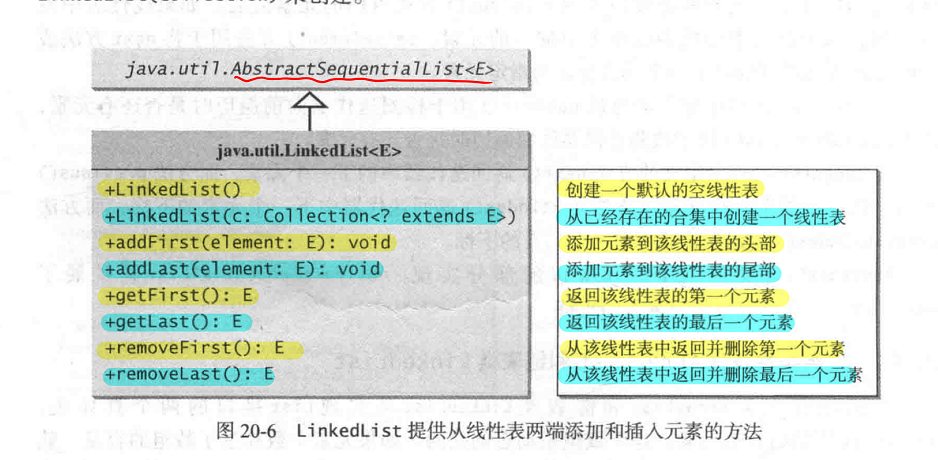 java.util.AbstractSequentialList<E>
java.util.LinkedList<E>
+LinkedList()
+LinkedList(c: Collection<? extends E>)
+addFirst(element: E): void
+addLast(element: E): void
+getFirst(): E
+getLast(): E
+removeFirst(): E
+removeLast(): E
创建一个默认的空线性表
从已经存在的合集中创建一个线性表
添加元素到该线性表的头部
添加元素到该线性表的尾部
返回该线性表的第一个元素
返回该线性表的最后一个元素
从该线性表中返回并删除第一个元素
从该线性表中返回并删除最后一个元素
图 20-6 LinkedList 提供从线性表两端添加和插入元素的方法